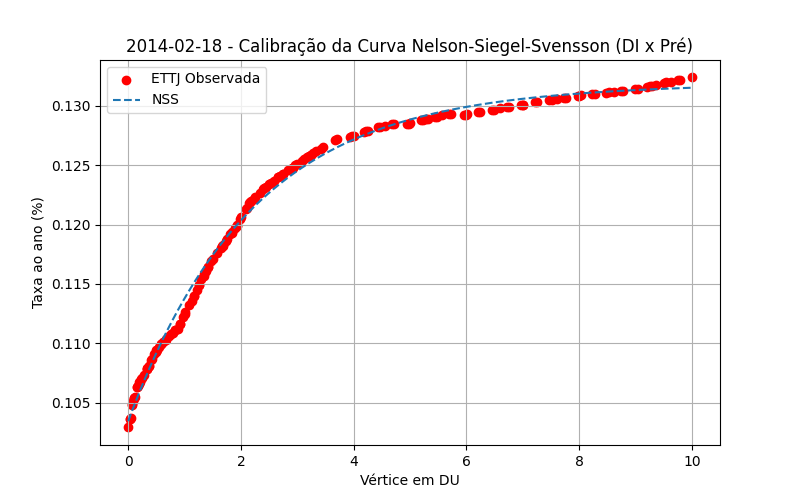 2014-02-18 - Calibração da Curva Nelson-Siegel-Svensson (DI x Pré)
ETTJ Observada
NSS
Taxa ao ano (%)
0.130
0.125
0.120
0.115
0.110
0.105
0 2 4 6 8 10
Vértice em DU